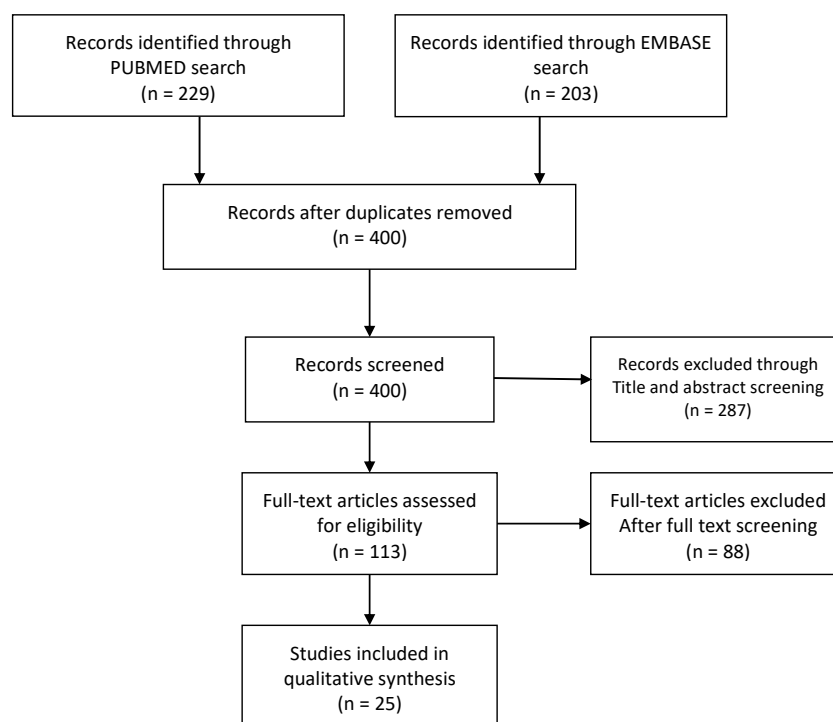 Records identified through
PUBMED search
(n = 229)
Records identified through EMBASE
search
(n = 203)
Records after duplicates removed
(n = 400)
Records screened
(n = 400)
Records excluded through
Title and abstract screening
(n = 287)
Full-text articles assessed
for eligibility
(n = 113)
Full-text articles excluded
After full text screening
(n = 88)
Studies included in
qualitative synthesis
(n = 25)